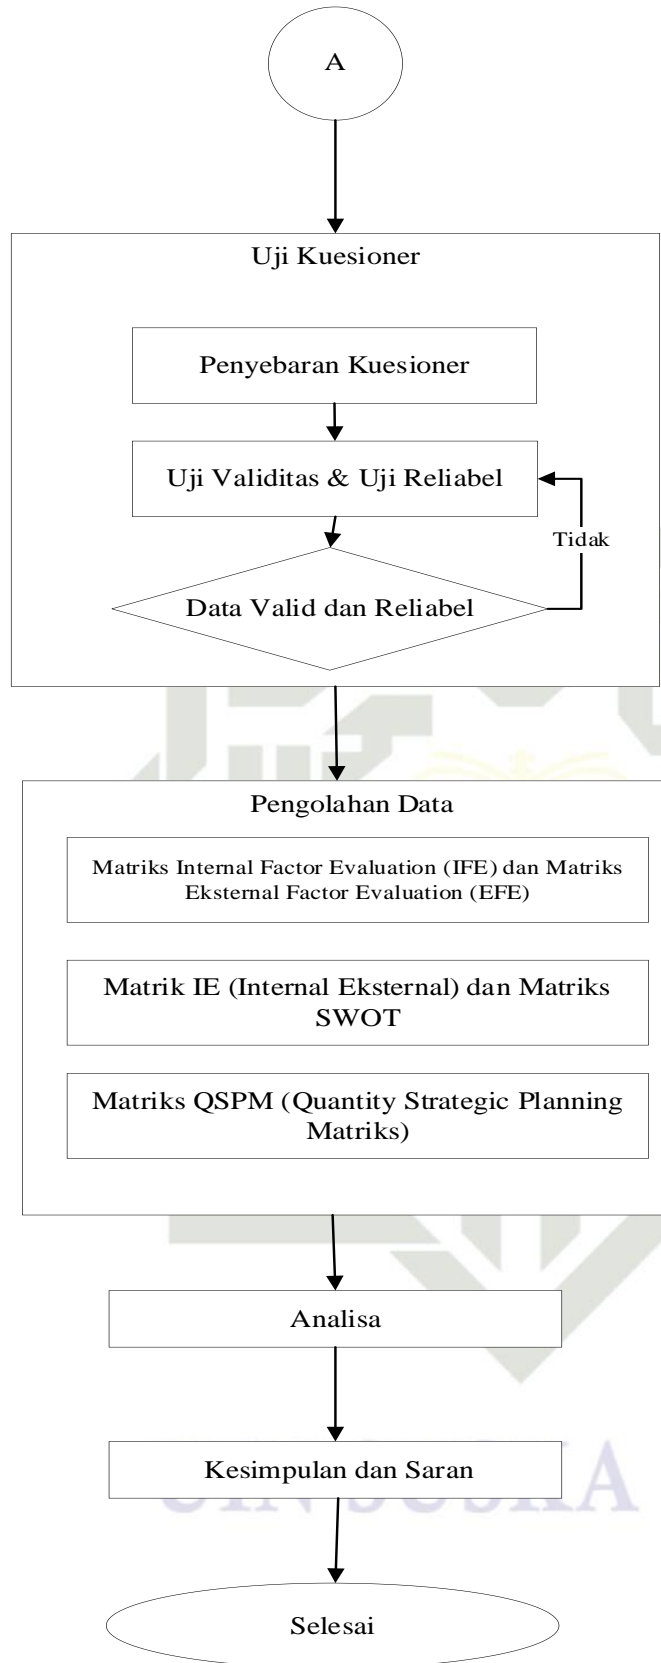 A
Uji Kuesioner
Penyebaran Kuesioner
Uji Validitas & Uji Reliabel
Tidak
Data Valid dan Reliabel
Pengolahan Data
Matriks Internal Factor Evaluation (IFE) dan Matriks
Eksternal Factor Evaluation (EFE)
Matrik IE (Internal Eksternal) dan Matriks
SWOT
Matriks QSPM (Quantity Strategic Planning
Matriks)
Analisa
Kesimpulan dan Saran
UIN SUSKA
Selesai